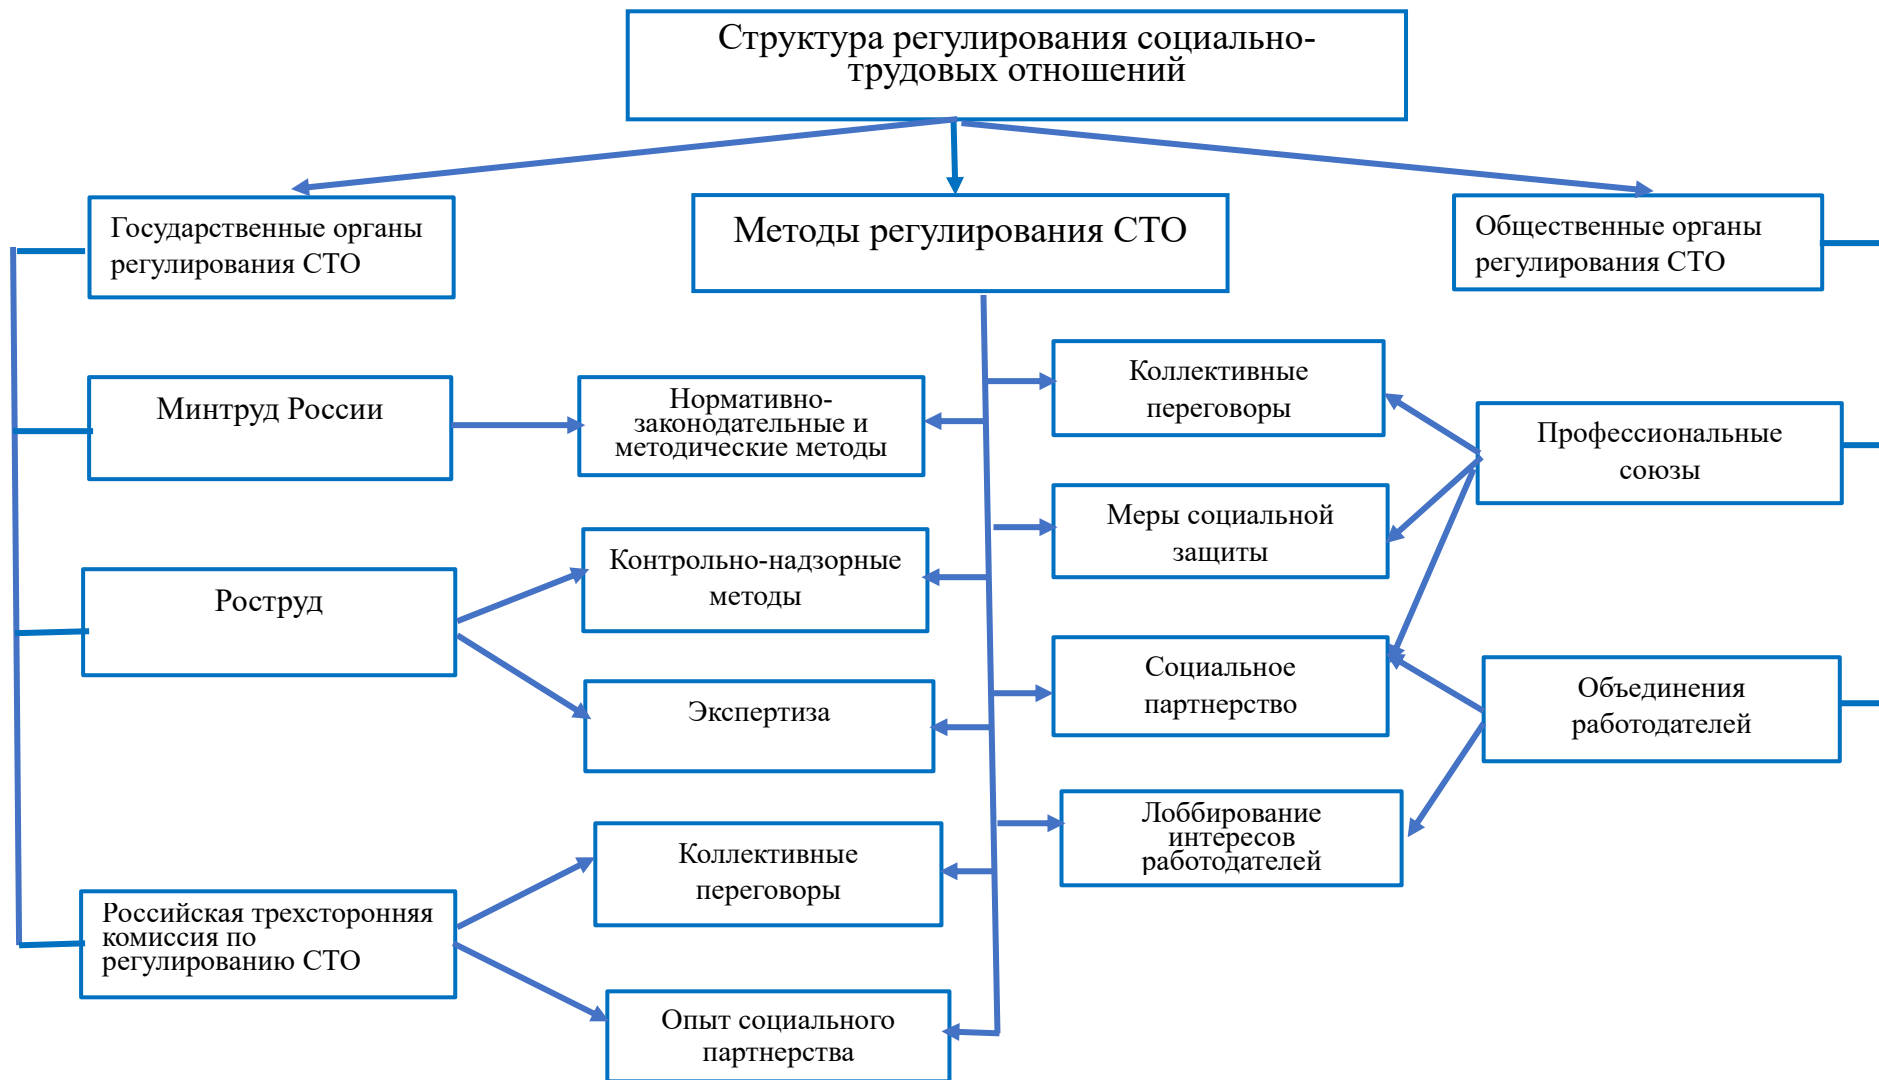 Структура регулирования социально-
трудовых отношений
Государственные органы
регулирования СТО
Методы регулирования СТО
Общественные органы
регулирования СТО
Минтруд России
Нормативно-
законодательные и
методические методы
Коллективные
переговоры
Профессиональные
союзы
Меры социальной
защиты
Роструд
Контрольно-надзорные
методы
Экспертиза
Социальное
партнерство
Объединения
работодателей
Лоббирование
интересов
работодателей
Российская трехсторонняя
комиссия по
регулированию СТО
Коллективные
переговоры
Опыт социального
партнерства